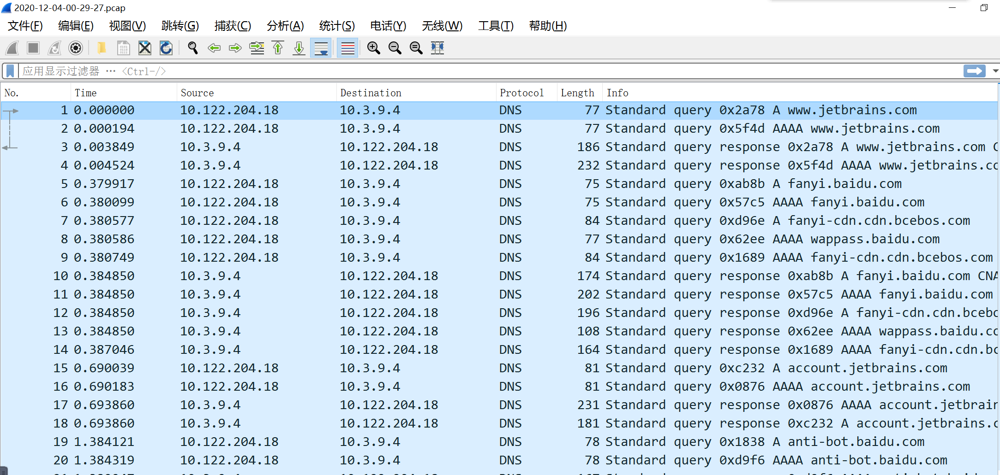 2020-12-04-00-29-27.pcap
文件(F) 编辑(E) 视图(V) 跳转(G) 捕获(C) 分析(A) 统计(S) 电话(Y) 无线(W) 工具(T) 帮助(H)
应用显示过滤器 … <Ctrl-/>
No. Time Source Destination Protocol Length Info
1 0.000000 10.122.204.18 10.3.9.4 DNS 77 Standard query 0x2a78 A www.jetbrains.com
2 0.000194 10.122.204.18 10.3.9.4 DNS 77 Standard query 0x5f4d AAAA www.jetbrains.com
3 0.003849 10.3.9.4 10.122.204.18 DNS 186 Standard query response 0x2a78 A www.jetbrains.com C
4 0.004524 10.3.9.4 10.122.204.18 DNS 232 Standard query response 0x5f4d AAAA www.jetbrains.co
5 0.379917 10.122.204.18 10.3.9.4 DNS 75 Standard query 0xab8b A fanyi.baidu.com
6 0.380099 10.122.204.18 10.3.9.4 DNS 75 Standard query 0x57c5 AAAA fanyi.baidu.com
7 0.380577 10.122.204.18 10.3.9.4 DNS 84 Standard query 0xd96e A fanyi-cdn.cdn.bcebos.com
8 0.380586 10.122.204.18 10.3.9.4 DNS 77 Standard query 0x62ee AAAA wappass.baidu.com
9 0.380749 10.122.204.18 10.3.9.4 DNS 84 Standard query 0x1689 AAAA fanyi-cdn.cdn.bcebos.com
10 0.384850 10.3.9.4 10.122.204.18 DNS 174 Standard query response 0xab8b A fanyi.baidu.com CNA
11 0.384850 10.3.9.4 10.122.204.18 DNS 202 Standard query response 0x57c5 AAAA fanyi.baidu.com
12 0.384850 10.3.9.4 10.122.204.18 DNS 196 Standard query response 0xd96e A fanyi-cdn.cdn.bcebo
13 0.384850 10.3.9.4 10.122.204.18 DNS 108 Standard query response 0x62ee AAAA wappass.baidu.co
14 0.387046 10.3.9.4 10.122.204.18 DNS 164 Standard query response 0x1689 AAAA fanyi-cdn.cdn.bc
15 0.690039 10.122.204.18 10.3.9.4 DNS 81 Standard query 0xc232 A account.jetbrains.com
16 0.690183 10.122.204.18 10.3.9.4 DNS 81 Standard query 0x0876 AAAA account.jetbrains.com
17 0.693860 10.3.9.4 10.122.204.18 DNS 231 Standard query response 0x0876 AAAA account.jetbrain
18 0.693860 10.3.9.4 10.122.204.18 DNS 181 Standard query response 0xc232 A account.jetbrains.c
19 1.384121 10.122.204.18 10.3.9.4 DNS 78 Standard query 0x1838 A anti-bot.baidu.com
20 1.384319 10.122.204.18 10.3.9.4 DNS 78 Standard query 0xd9f6 AAAA anti-bot.baidu.com